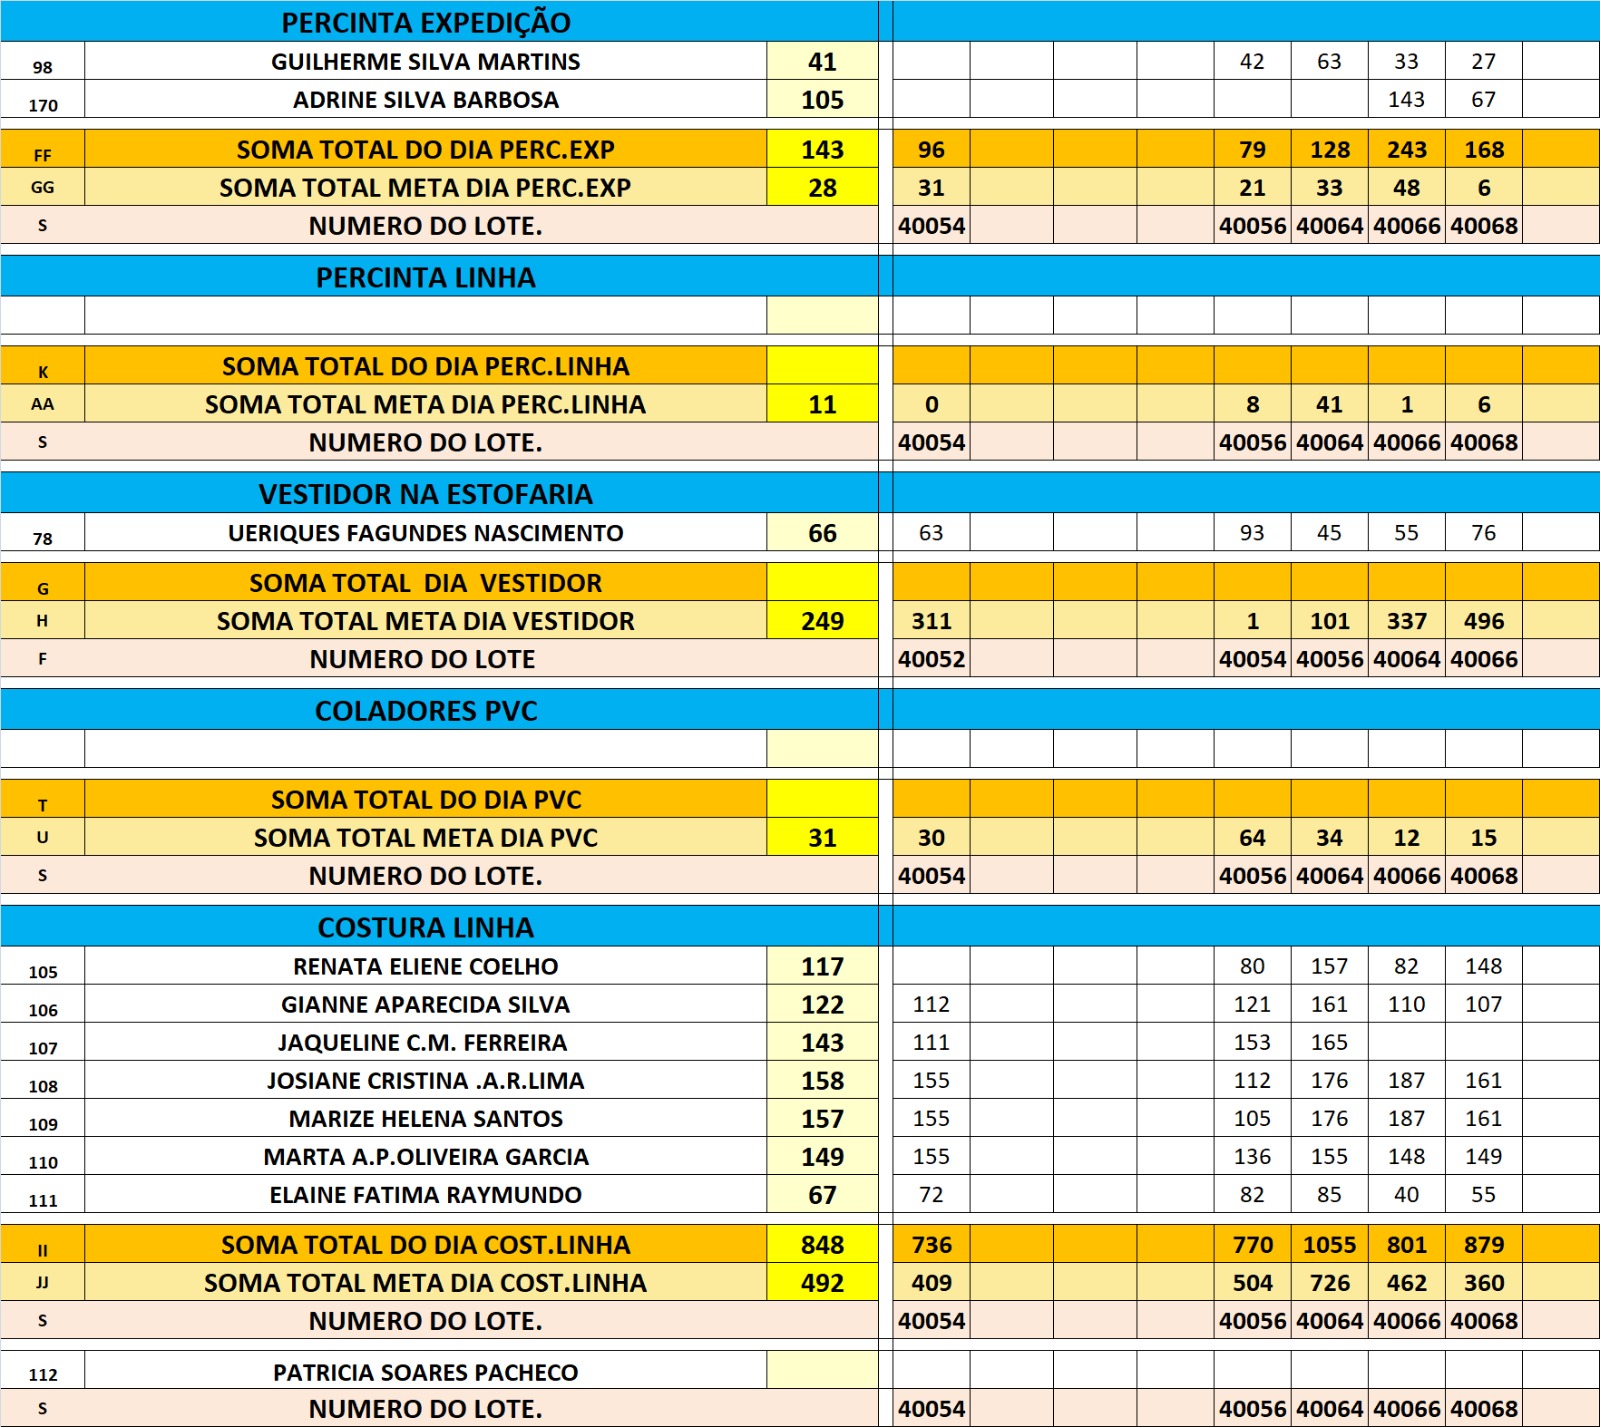 PERCINTA EXPEDIÇÃO
98 GUILHERME SILVA MARTINS 41 42 63 33 27
170 ADRINE SILVA BARBOSA 105 143 67
FF SOMA TOTAL DO DIA PERC.EXP 143 96 79 128 243 168
GG SOMA TOTAL META DIA PERC.EXP 28 31 21 33 48 6
S NUMERO DO LOTE. 40054 40056 40064 40066 40068
PERCINTA LINHA
K SOMA TOTAL DO DIA PERC.LINHA
AA SOMA TOTAL META DIA PERC.LINHA 11 0 8 41 1 6
S NUMERO DO LOTE. 40054 40056 40064 40066 40068
VESTIDOR NA ESTOFARIA
78 UERIQUES FAGUNDES NASCIMENTO 66 63 93 45 55 76
G SOMA TOTAL DIA VESTIDOR
H SOMA TOTAL META DIA VESTIDOR 249 311 1 101 337 496
F NUMERO DO LOTE 40052 40054 40056 40064 40066
COLADORES PVC
T SOMA TOTAL DO DIA PVC
U SOMA TOTAL META DIA PVC 31 30 64 34 12 15
S NUMERO DO LOTE. 40054 40056 40064 40066 40068
COSTURA LINHA
105 RENATA ELIENE COELHO 117 80 157 82 148
106 GIANNE APARECIDA SILVA 122 112 121 161 110 107
107 JAQUELINE C.M. FERREIRA 143 111 153 165
108 JOSIANE CRISTINA .A.R.LIMA 158 155 112 176 187 161
109 MARIZE HELENA SANTOS 157 155 105 176 187 161
110 MARTA A.P.OLIVEIRA GARCIA 149 155 136 155 148 149
111 ELAINE FATIMA RAYMUNDO 67 72 82 85 40 55
II SOMA TOTAL DO DIA COST.LINHA 848 736 770 1055 801 879
JJ SOMA TOTAL META DIA COST.LINHA 492 409 504 726 462 360
S NUMERO DO LOTE. 40054 40056 40064 40066 40068
112 PATRICIA SOARES PACHECO
S NUMERO DO LOTE. 40054 40056 40064 40066 40068